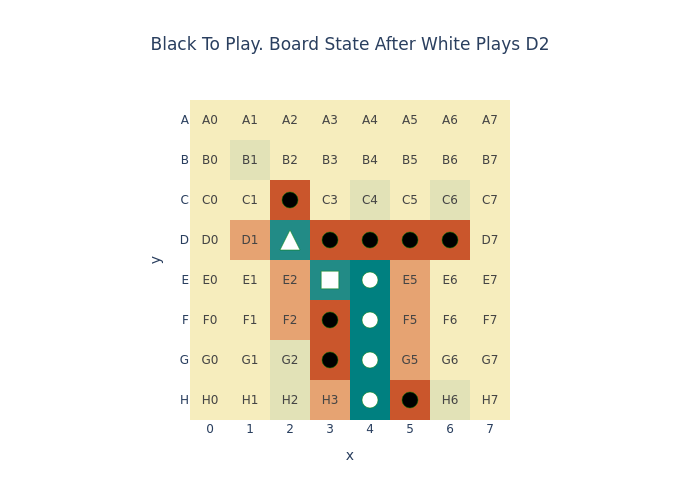 Black To Play. Board State After White Plays D2
A A0 A1 A2 A3 A4 A5 A6 A7
B B0 B1 B2 B3 B4 B5 B6 B7
C C0 C1 C3 C4 C5 C6 C7
D D0 D1 D7
y
E E0 E1 E2 E5 E6 E7
F F0 F1 F2 F5 F6 F7
G G0 G1 G2 G5 G6 G7
H H0 H1 H2 H3 H6 H7
0 1 2 3 4 5 6 7
x